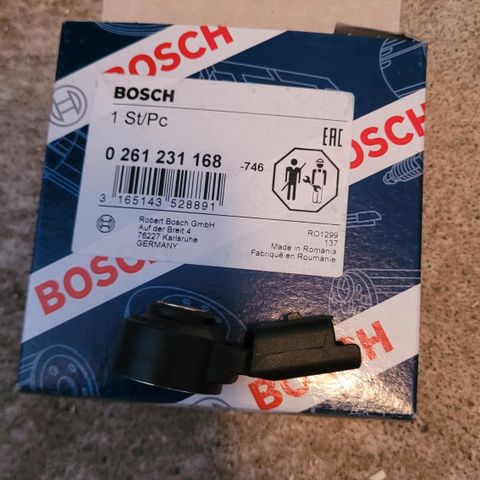 BOSCH
BOSCH
1 St/Pc
EAC
0 261 231 168
-746
3 165143 528891
Robert Bosch GmbH
Auf der Breit 4
76227 Karlsruhe
GERMANY
RO1299
137
Made in Romania
Fabriqué en Roumanie
BOSCH
BOSCH
BOSCH